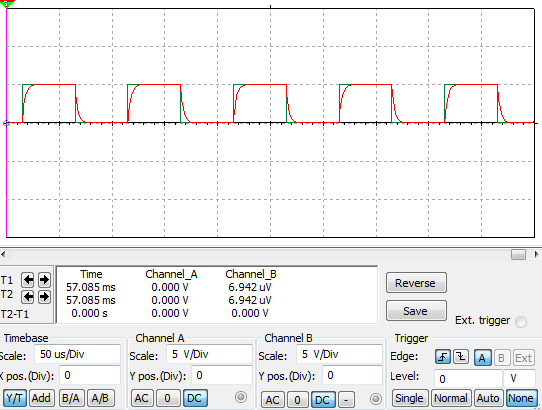 Time Channel_A Channel_B
T1 57.085 ms 0.000 V 6.942 uV
T2 57.085 ms 0.000 V 6.942 uV
T2-T1 0.000 s 0.000 V 0.000 V
Reverse
Save
Ext. trigger
Timebase Channel A Channel B Trigger
Scale: 50 us/Div Scale: 5 V/Div Scale: 5 V/Div Edge: A B Ext
X pos.(Div): 0 Y pos.(Div): 0 Y pos.(Div): 0 Level: 0 V
Y/T Add B/A A/B AC 0 DC AC 0 DC - Single Normal Auto None